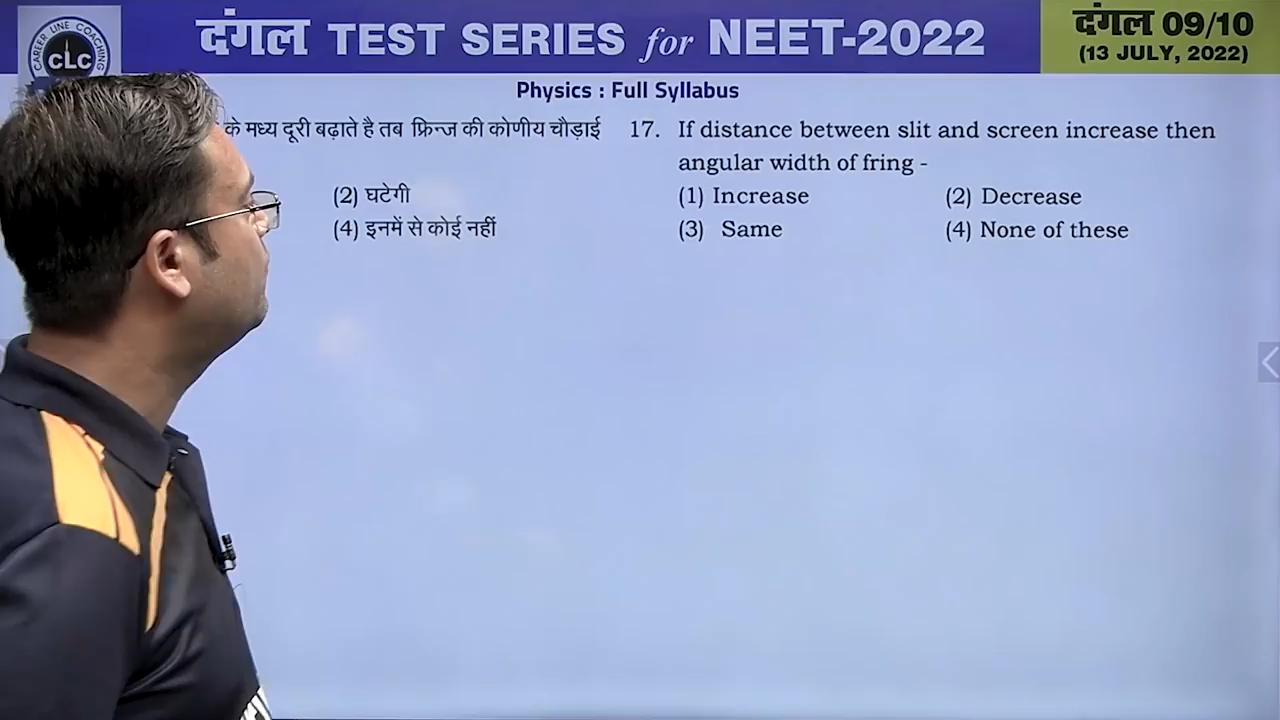 CAREER LINE COACHING
CLC
दंगल TEST SERIES for NEET-2022
दंगल 09/10
(13 JULY, 2022)
Physics : Full Syllabus
के मध्य दूरी बढ़ाते है तब फ्रिन्ज की कोणीय चौड़ाई
(2) घटेगी
(4) इनमें से कोई नहीं
17. If distance between slit and screen increase then
angular width of fring -
(1) Increase (2) Decrease
(3) Same (4) None of these